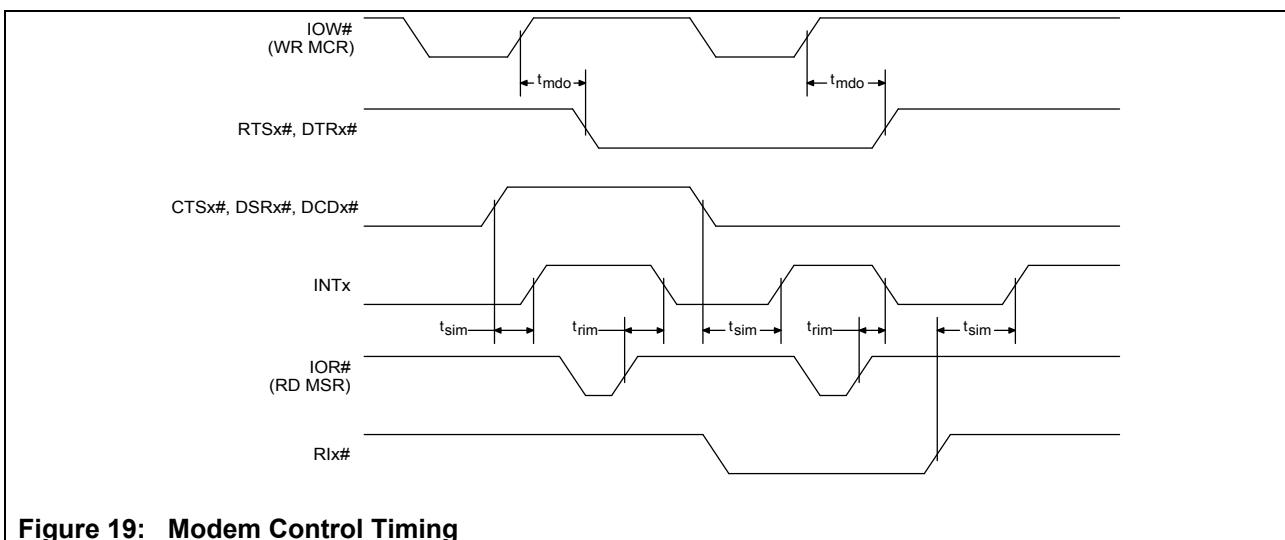 IOW#
(WR MCR)
tmdo
tmdo
RTSx#, DTRx#
CTSx#, DSRx#, DCDx#
INTx
tsim
trim
tsim
trim
tsim
IOR#
(RD MSR)
RIx#
Figure 19: Modem Control Timing